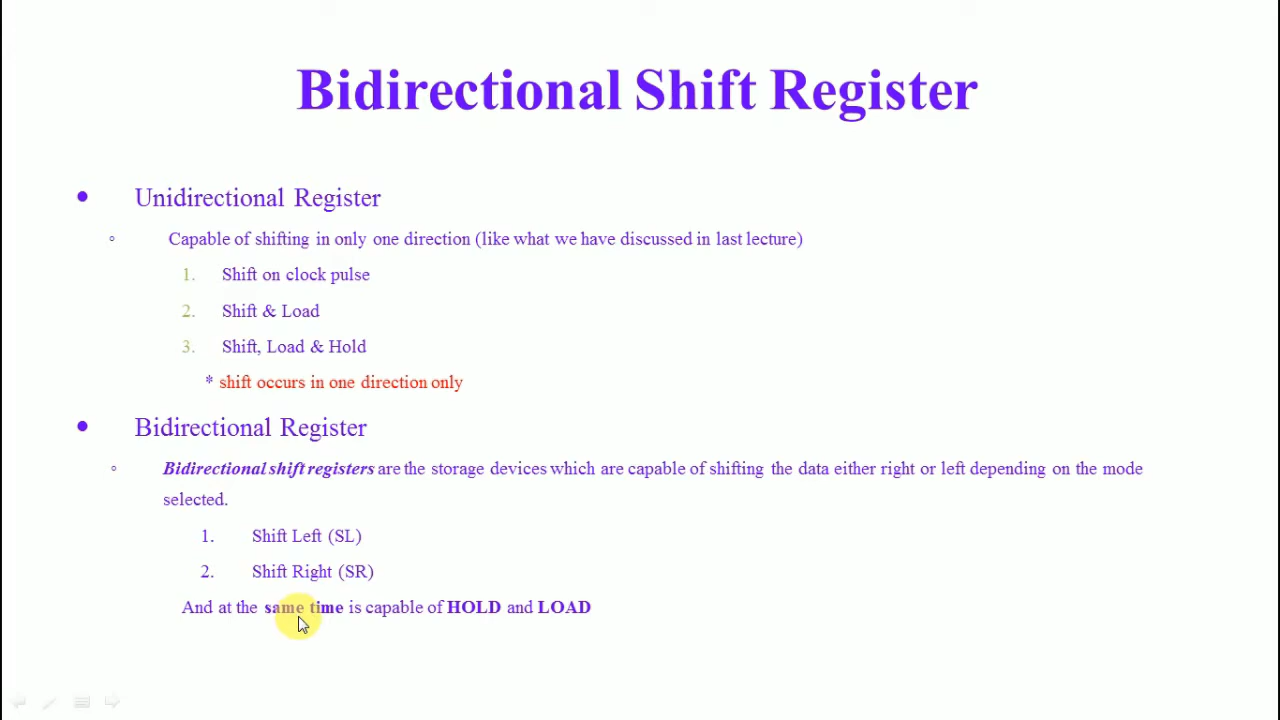 Bidirectional Shift Register
• Unidirectional Register
◦ Capable of shifting in only one direction (like what we have discussed in last lecture)
1. Shift on clock pulse
2. Shift & Load
3. Shift, Load & Hold
* shift occurs in one direction only
• Bidirectional Register
◦ Bidirectional shift registers are the storage devices which are capable of shifting the data either right or left depending on the mode
selected.
1. Shift Left (SL)
2. Shift Right (SR)
And at the same time is capable of HOLD and LOAD